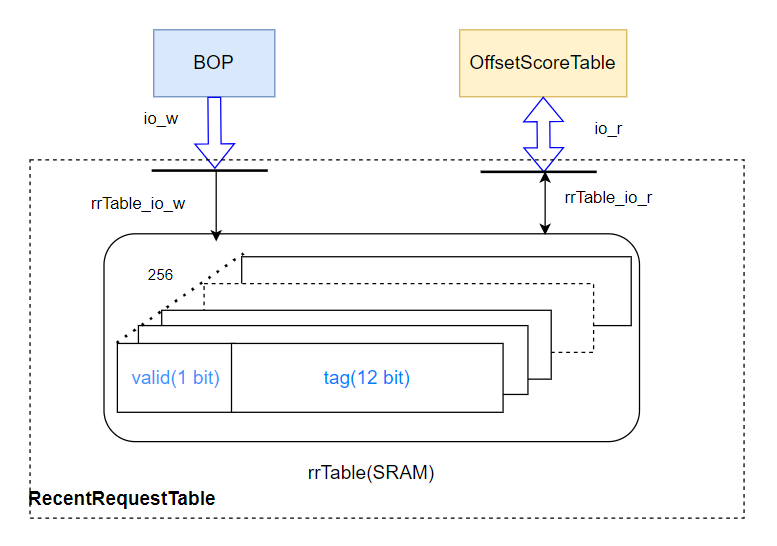 BOP
OffsetScoreTable
io_w
io_r
rrTable_io_w
rrTable_io_r
256
valid(1 bit)
tag(12 bit)
rrTable(SRAM)
RecentRequestTable